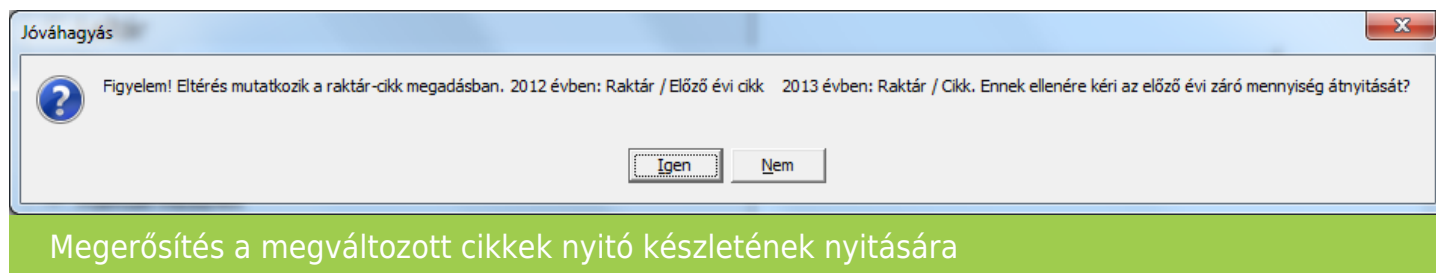 Jóváhagyás
Figyelem! Eltérés mutatkozik a raktár-cikk megadásban. 2012 évben: Raktár / Előző évi cikk 2013 évben: Raktár / Cikk. Ennek ellenére kéri az előző évi záró mennyiség átnyitását?
Igen Nem
Megerősítés a megváltozott cikkek nyitó készletének nyitására